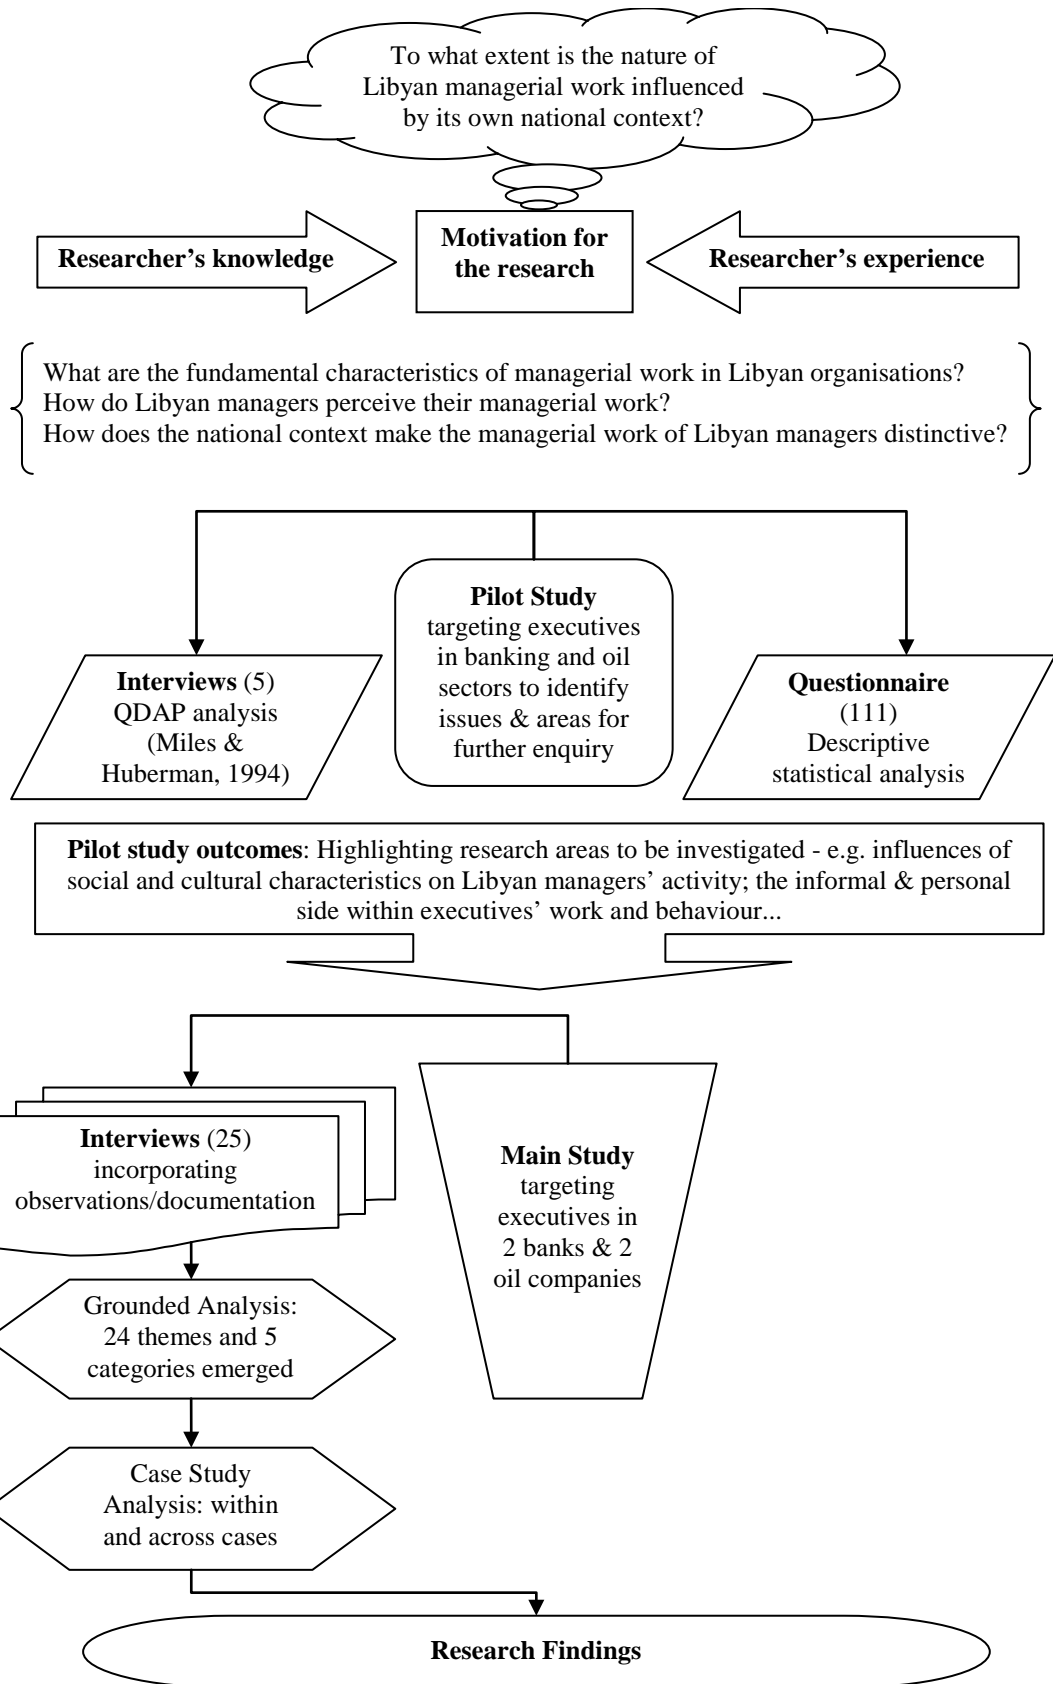 To what extent is the nature of
Libyan managerial work influenced
by its own national context?
Researcher’s knowledge
Motivation for
the research
Researcher’s experience
What are the fundamental characteristics of managerial work in Libyan organisations?
How do Libyan managers perceive their managerial work?
How does the national context make the managerial work of Libyan managers distinctive?
Pilot Study
targeting executives
in banking and oil
sectors to identify
issues & areas for
further enquiry
Interviews (5)
QDAP analysis
(Miles &
Huberman, 1994)
Questionnaire
(111)
Descriptive
statistical analysis
Pilot study outcomes: Highlighting research areas to be investigated - e.g. influences of
social and cultural characteristics on Libyan managers’ activity; the informal & personal
side within executives’ work and behaviour...
Interviews (25)
incorporating
observations/documentation
Main Study
targeting
executives in
2 banks & 2
oil companies
Grounded Analysis:
24 themes and 5
categories emerged
Case Study
Analysis: within
and across cases
Research Findings